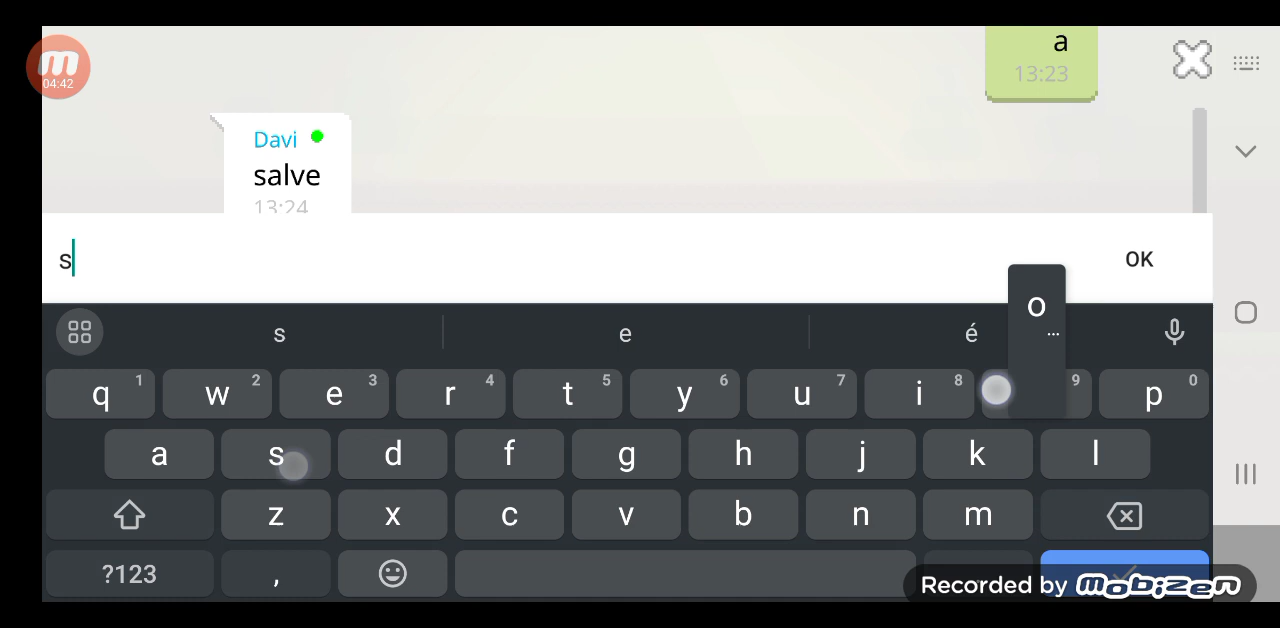 a
13:23
04:42
Davi
salve
13:24
s
OK
o
...
s e é
q 1 w 2 e 3 r 4 t 5 y 6 u 7 i 8 9 p 0
a s d f g h j k l
z x c v b n m
?123 ,
Recorded by mobizen